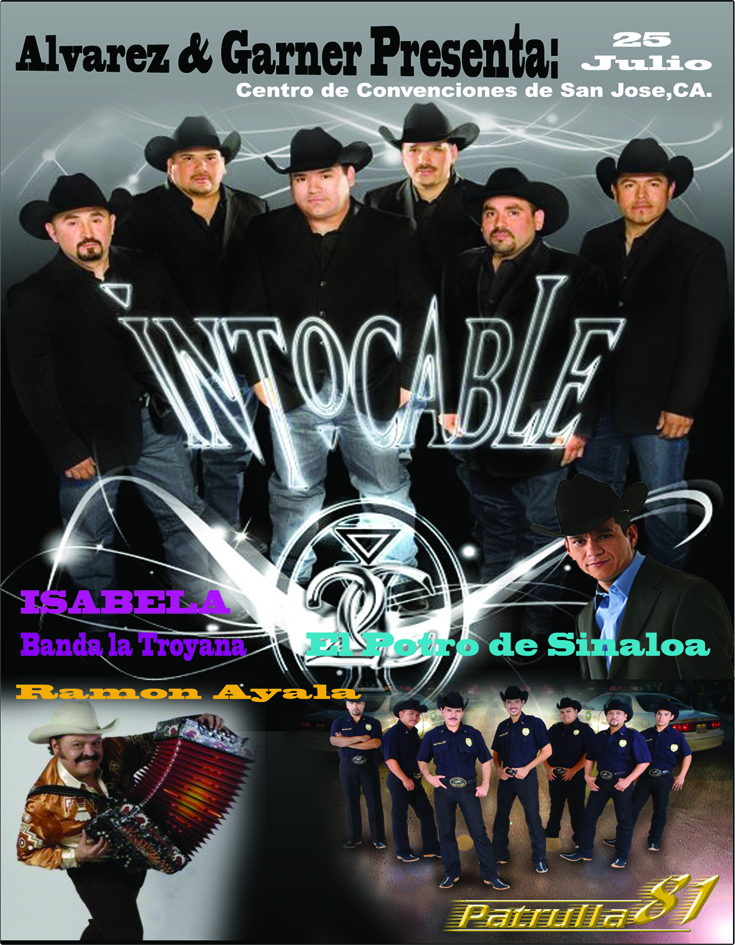 Alvarez & Garner Presenta:
25
Julio
Centro de Convenciones de San Jose,CA.
INTOCABLE
ISABELA
Banda la Troyana
El Potro de Sinaloa
Ramon Ayala
Patrulla 81